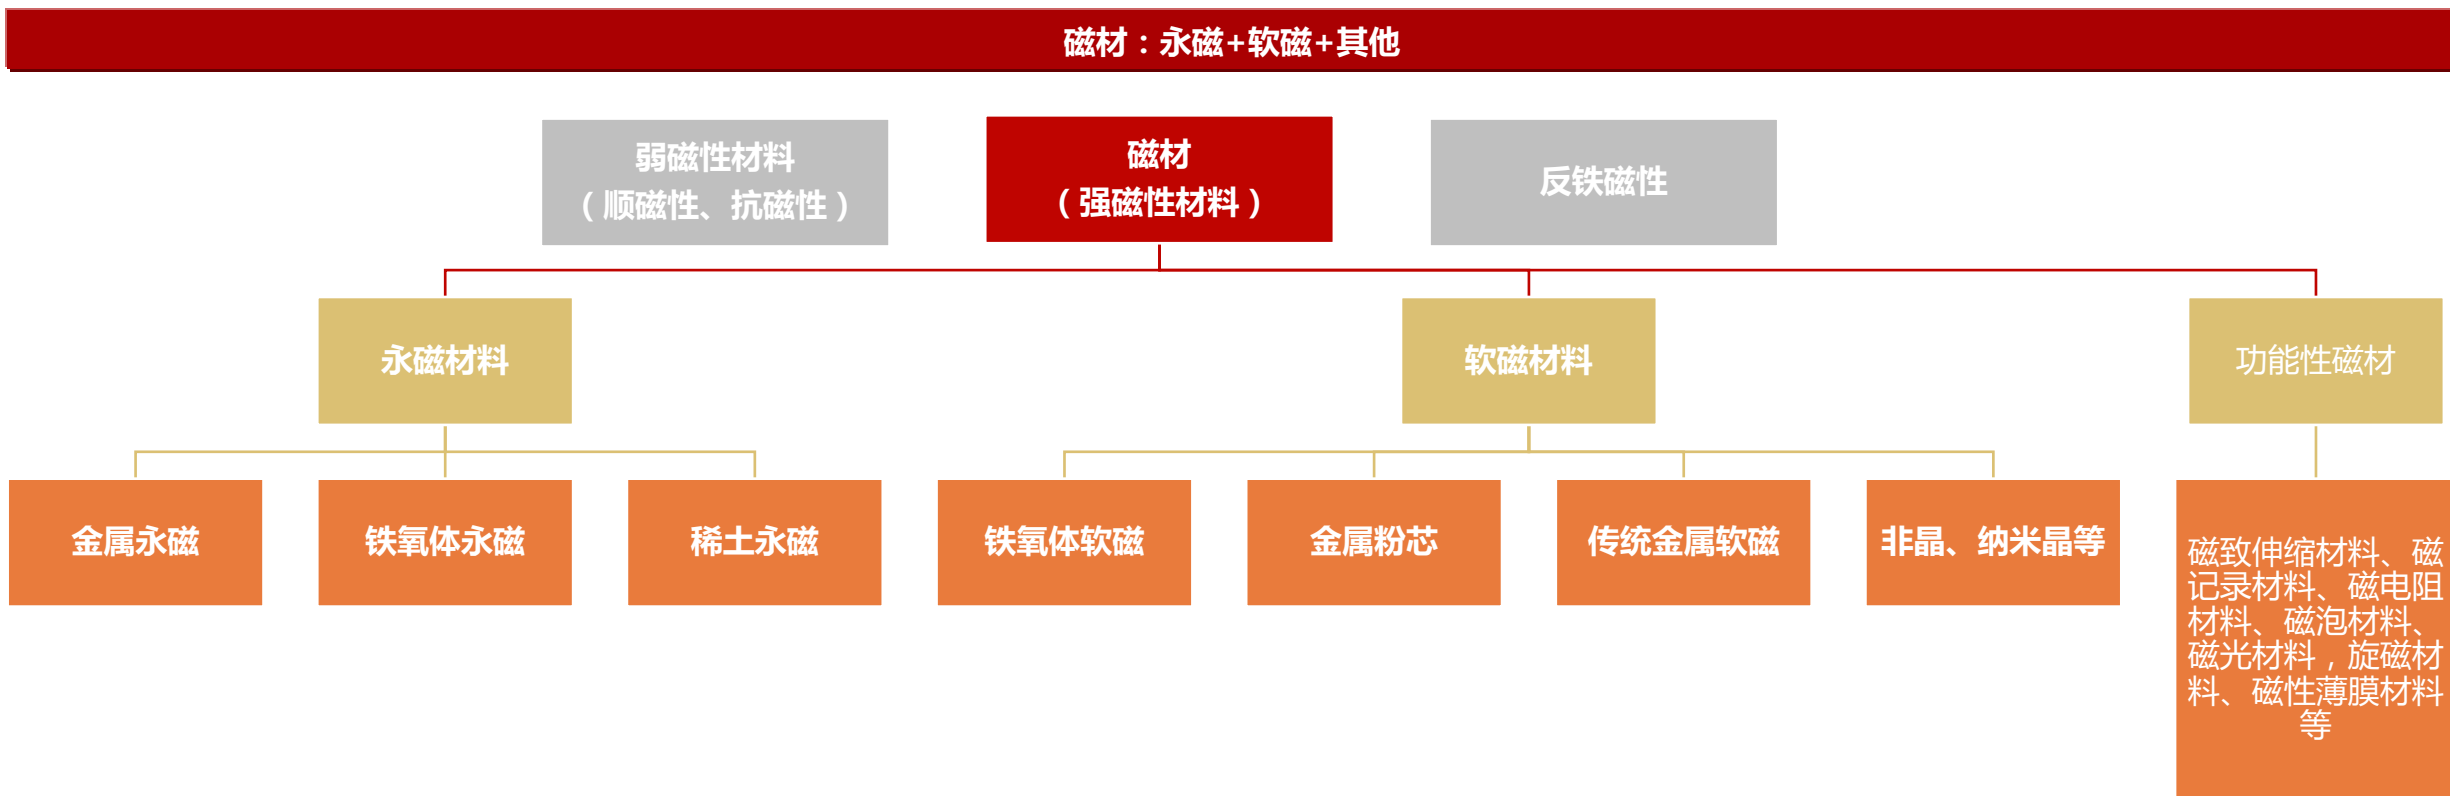 磁材：永磁+软磁+其他
弱磁性材料
（顺磁性、抗磁性）
磁材
（强磁性材料）
反铁磁性
永磁材料
软磁材料
功能性磁材
金属永磁
铁氧体永磁
稀土永磁
铁氧体软磁
金属粉芯
传统金属软磁
非晶、纳米晶等
磁致伸缩材料、磁
记录材料、磁电阻
材料、磁泡材料、
磁光材料，旋磁材
料、磁性薄膜材料
等